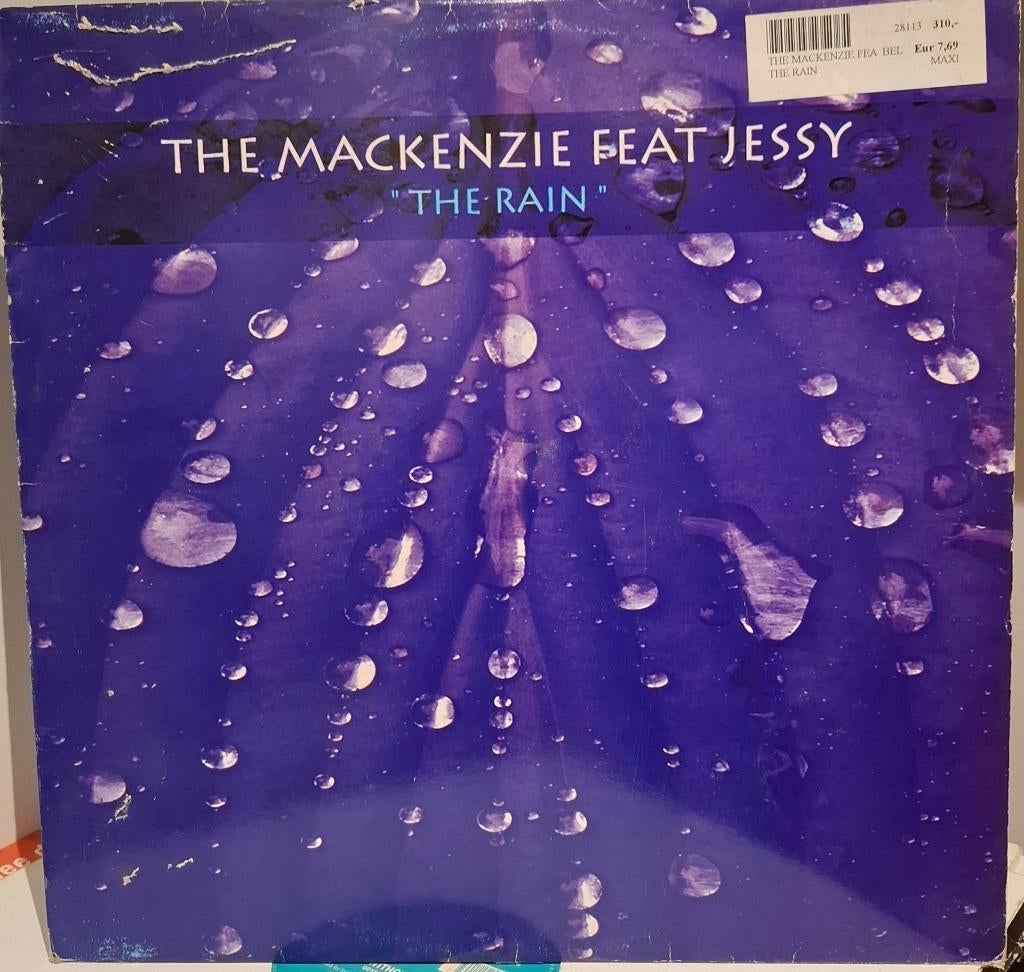 28113 310,-
THE MACKENZIE FEA BEL Eur 7,69
THE RAIN MAXI
THE MACKENZIE FEAT JESSY
"THE RAIN"